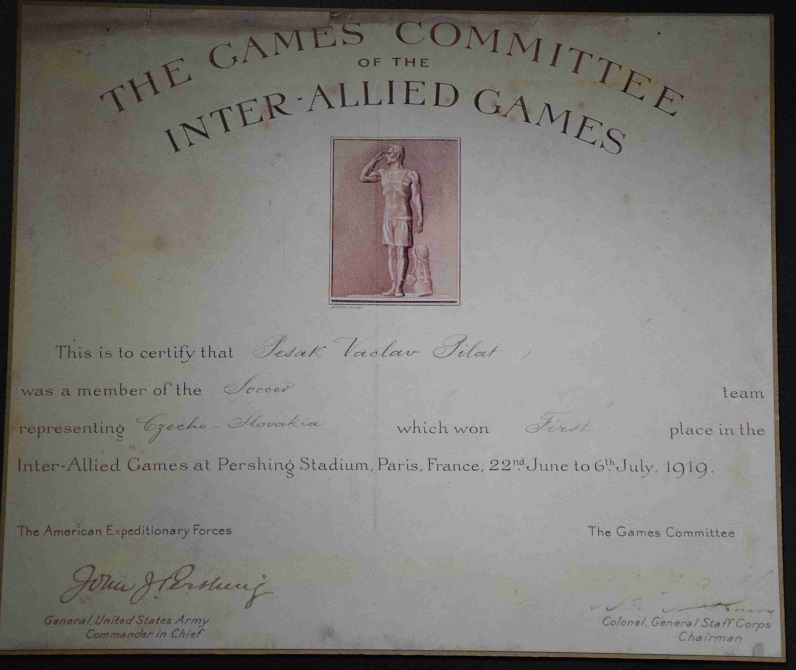 THE GAMES COMMITTEE
OF THE
INTER-ALLIED GAMES
This is to certify that Pesak Vaclav Pilat
was a member of the Soccer team
representing Czecho-Slovakia which won First place in the
Inter-Allied Games at Pershing Stadium, Paris, France, 22nd June to 6th July, 1919.
The American Expeditionary Forces The Games Committee
John J. Pershing
General, United States Army Colonel, General Staff Corps
Commander in Chief Chairman